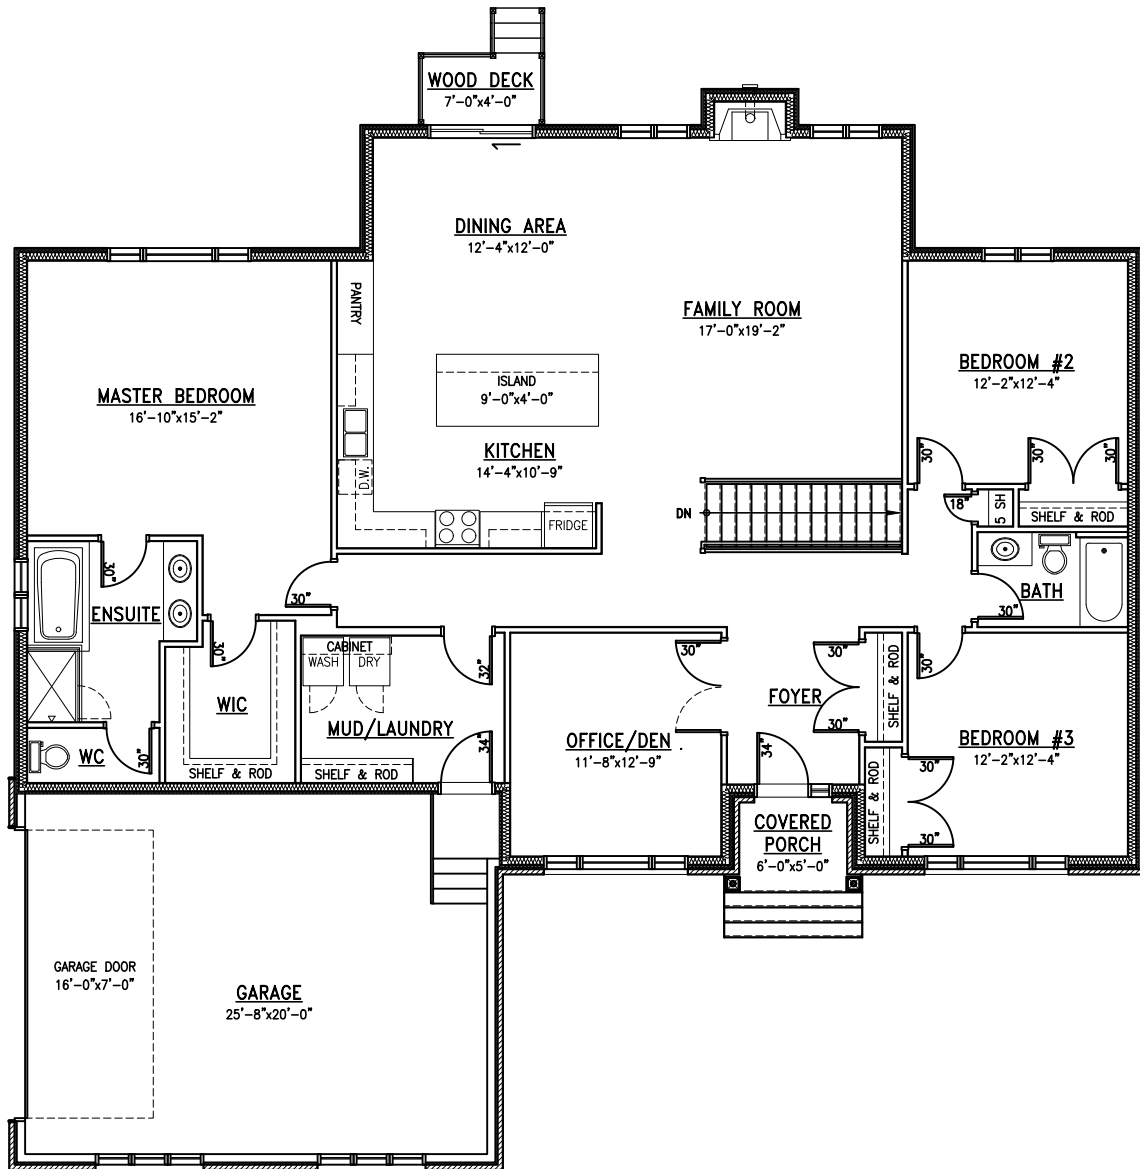 WOOD DECK
7'-0"x4'-0"
DINING AREA
12'-4"x12'-0"
PANTRY
FAMILY ROOM
17'-0"x19'-2"
ISLAND
9'-0"x4'-0"
KITCHEN
14'-4"x10'-9"
D.W.
FRIDGE
MASTER BEDROOM
16'-10"x15'-2"
BEDROOM #2
12'-2"x12'-4"
30"
30"
30"
18"
5 SH
SHELF & ROD
DN
BATH
30"
30"
ENSUITE
30"
30"
WIC
SHELF & ROD
WC
30"
CABINET
WASH
DRY
32"
MUD/LAUNDRY
34"
SHELF & ROD
OFFICE/DEN
11'-8"x12'-9"
30"
FOYER
30"
30"
SHELF & ROD
34"
30"
BEDROOM #3
12'-2"x12'-4"
30"
30"
SHELF & ROD
COVERED
PORCH
6'-0"x5'-0"
GARAGE DOOR
16'-0"x7'-0"
GARAGE
25'-8"x20'-0"